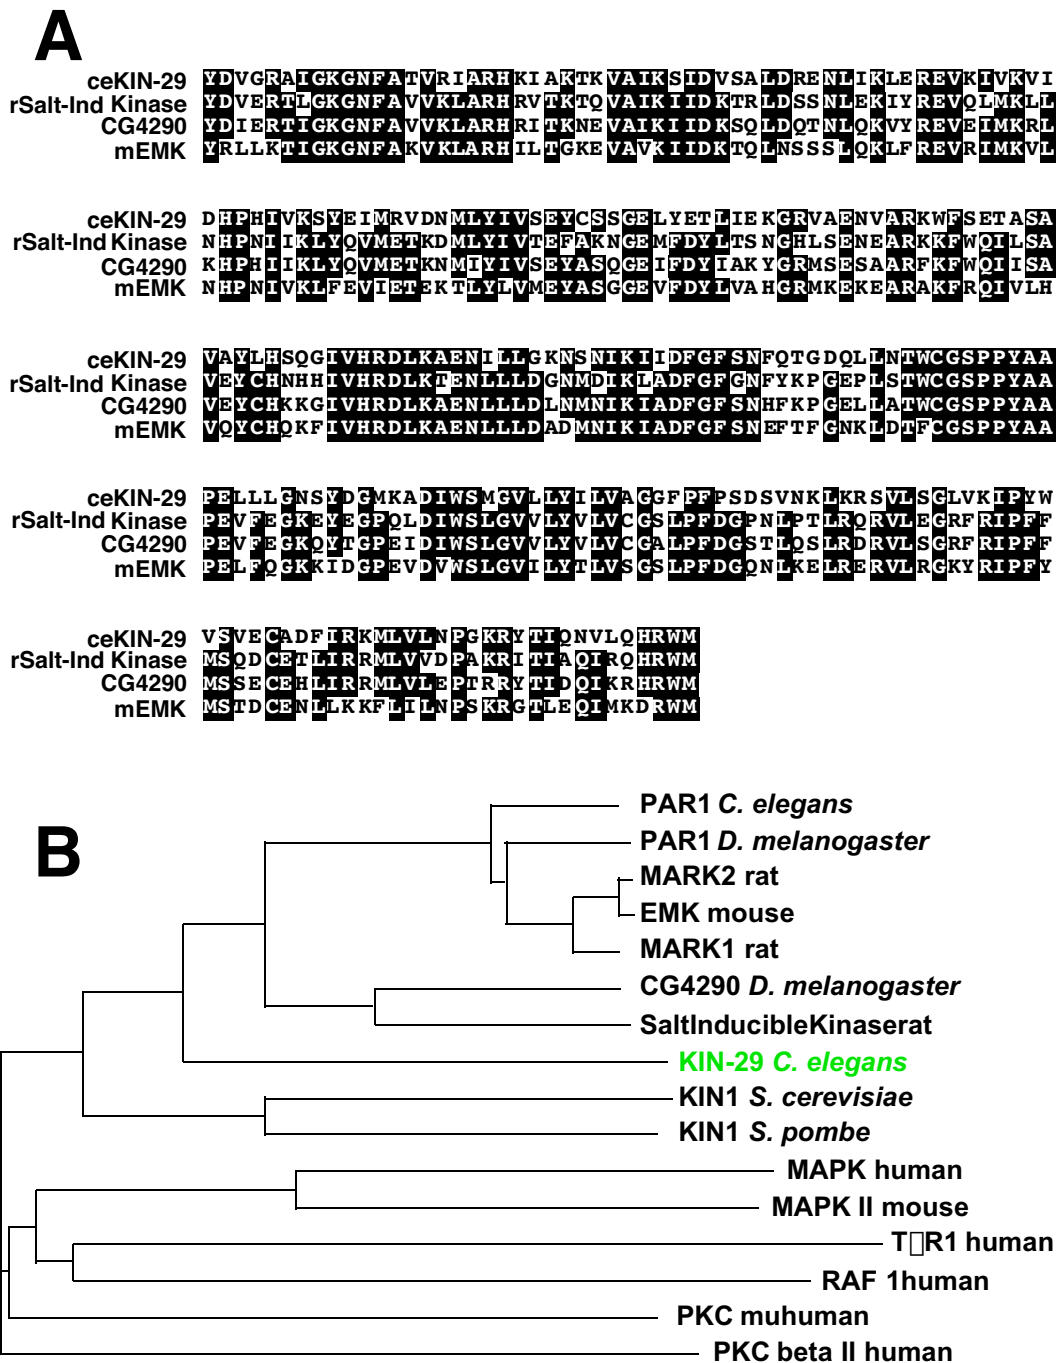 A
ceKIN-29 YDVGRAIGKGNFATVRIARHKIAKTKVAIKSIDVSALDRENLIKLEREVKIVKVI
rSalt-Ind Kinase YDVERTLGKGNFAVVKLARHRVTKTQVAIKIIDKTRLDSSNLEKIYREVQLMKLL
CG4290 YDIERTIGKGNFAVVKLARHRITKNEVAIKIIDKSQLDQTNLQKVYREVEIMKRL
mEMK YRLLKTIGKGNFAKVKLARHILTGKEVAVKIIDKTQLNSSSLQKLFREVRIMKVL
ceKIN-29 DHPHIVKSYEIMRVDNMLYIVSEYCSSGELYETLIEKGRVAENVARKWFSETASA
rSalt-Ind Kinase NHPNIIKLYQVMETKDMLYIVTEFAKNGEMFDYLTSNGHLSENEARKKFWQILSA
CG4290 KHPHIIKLYQVMETKNMIYIVSEYASQGEIFDYIAKYGRMSESAARFKFWQIISA
mEMK NHPNIVKLFEVIETEKTLYLVMEYASGGEVFDYLVAHGRMKEKEARAKFRQIVLH
ceKIN-29 VAYLHSQGIVHRDLKAENILLGKNSNIKIIDFGFSNFQTGDQLLNTWCGSPPYAA
rSalt-Ind Kinase VEYCHNHHIVHRDLKTENLLLDGNMDIKLADFGFGNFYKPGEPLSTWCGSPPYAA
CG4290 VEYCHKKGIVHRDLKAENLLLDLNMNIKIADFGFSNHFKPGELLATWCGSPPYAA
mEMK VQYCHQKFIVHRDLKAENLLLDADMNIKIADFGFSNEFTFGNKLDTFCGSPPYAA
ceKIN-29 PELLLGNSYDGMKADIWSMGVLLYILVAGGFPFPSDSVNKLKRSVLSGLVKIPYW
rSalt-Ind Kinase PEVFEGKEYEGPQLDIWSLGVVLYVLVCGSLPFDGPNLPTLRQRVLEGRFRIPFF
CG4290 PEVFEGKQYTGPEIDIWSLGVVLYVLVCGALPFDGSTLQSLRDRVLSGRFRIPFF
mEMK PELFQGKKIDGPEVDVWSLGVILYTLVSGSLPFDGQNLKELRERVLRGKYRIPFY
ceKIN-29 VSVECADFIRKMLVLNPGKRYTIQNVLQHRWM
rSalt-Ind Kinase MSQDCETLIRRMLVVDPAKRITIAQIRQHRWM
CG4290 MSSECEHLIRRMLVLEPTRRYTIDQIKRHRWM
mEMK MSTDCENLLKKFLILNPSKRGTLEQIMKDRWM
B
PAR1 C. elegans
PAR1 D. melanogaster
MARK2 rat
EMK mouse
MARK1 rat
CG4290 D. melanogaster
SaltInducibleKinaserat
KIN-29 C. elegans
KIN1 S. cerevisiae
KIN1 S. pombe
MAPK human
MAPK II mouse
T□R1 human
RAF 1human
PKC muhuman
PKC beta II human